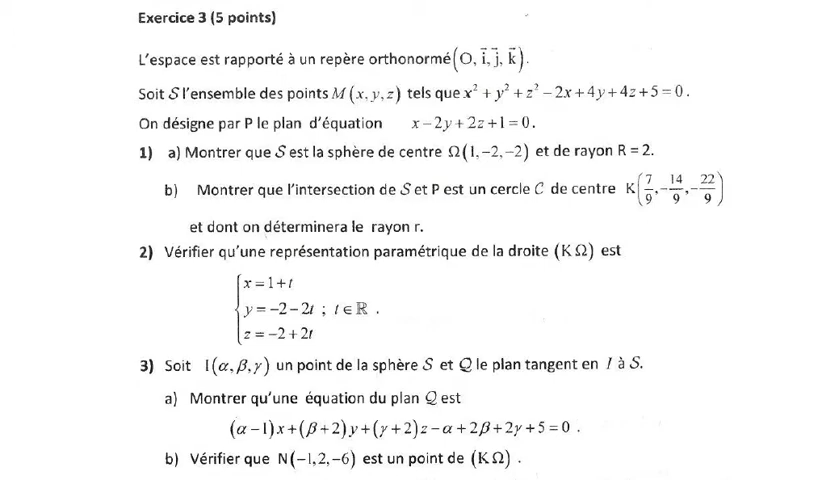 Exercice 3 (5 points)
L'espace est rapporté à un repère orthonormé (O, i⃗, j⃗, k⃗).
Soit 𝒮 l'ensemble des points M(x, y, z) tels que x² + y² + z² − 2x + 4y + 4z + 5 = 0.
On désigne par P le plan d'équation x − 2y + 2z + 1 = 0.
1) a) Montrer que 𝒮 est la sphère de centre Ω(1, −2, −2) et de rayon R = 2.
b) Montrer que l'intersection de 𝒮 et P est un cercle 𝒞 de centre K(7/9, −14/9, −22/9)
et dont on déterminera le rayon r.
2) Vérifier qu'une représentation paramétrique de la droite (KΩ) est
x = 1 + t
y = −2 − 2t ; t ∈ ℝ .
z = −2 + 2t
3) Soit I(α, β, γ) un point de la sphère 𝒮 et 𝒬 le plan tangent en I à 𝒮.
a) Montrer qu'une équation du plan 𝒬 est
(α − 1)x + (β + 2)y + (γ + 2)z − α + 2β + 2γ + 5 = 0 .
b) Vérifier que N(−1, 2, −6) est un point de (KΩ) .